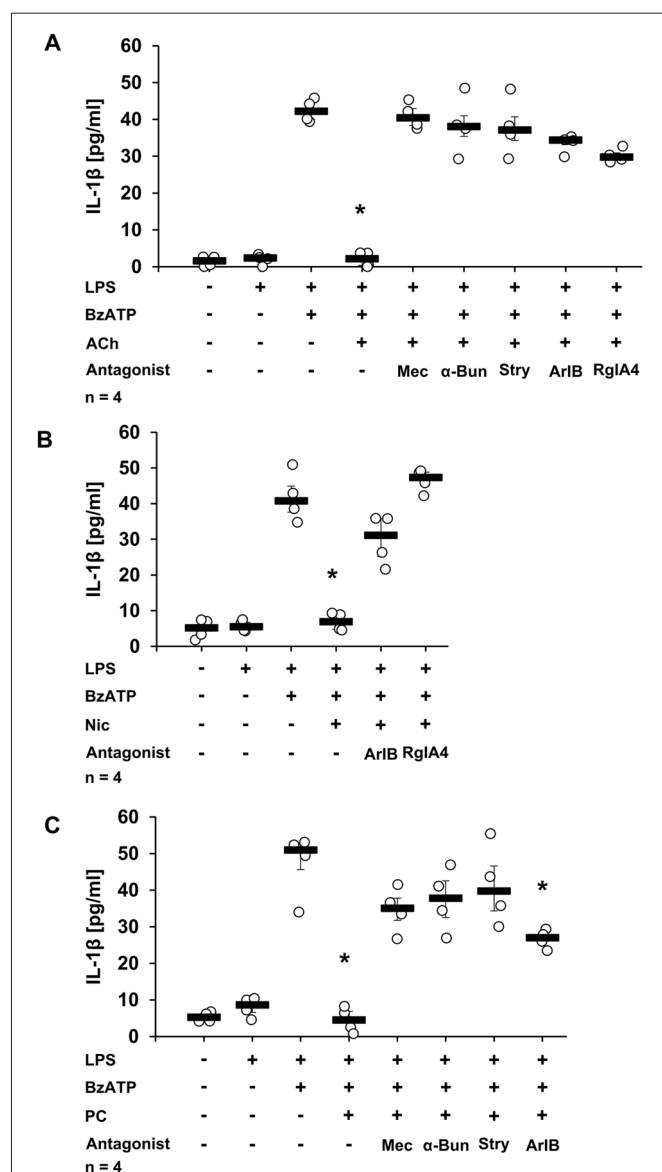 A
60
50
40
30
20
10
0
IL-1β [pg/ml]
*
LPS - + + + + + + + +
BzATP - - + + + + + + +
ACh - - - + + + + + +
Antagonist - - - - Mec α-Bun Stry ArIB RgIA4
n = 4
B
60
50
40
30
20
10
0
IL-1β [pg/ml]
*
LPS - + + + + +
BzATP - - + + + +
Nic - - - + + +
Antagonist - - - - ArIB RgIA4
n = 4
C
60
50
40
30
20
10
0
IL-1β [pg/ml]
* *
LPS - + + + + + + +
BzATP - - + + + + + +
PC - - - + + + + +
Antagonist - - - - Mec α-Bun Stry ArIB
n = 4